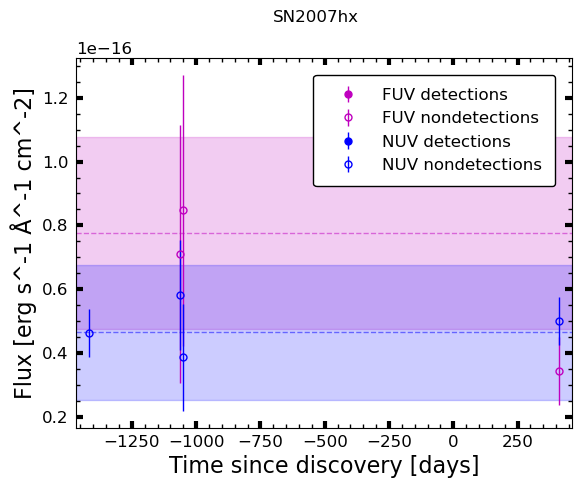 SN2007hx
1e−16
FUV detections
FUV nondetections
NUV detections
NUV nondetections
1.2
1.0
0.8
0.6
0.4
0.2
Flux [erg s^-1 Å^-1 cm^-2]
−1250 −1000 −750 −500 −250 0 250
Time since discovery [days]